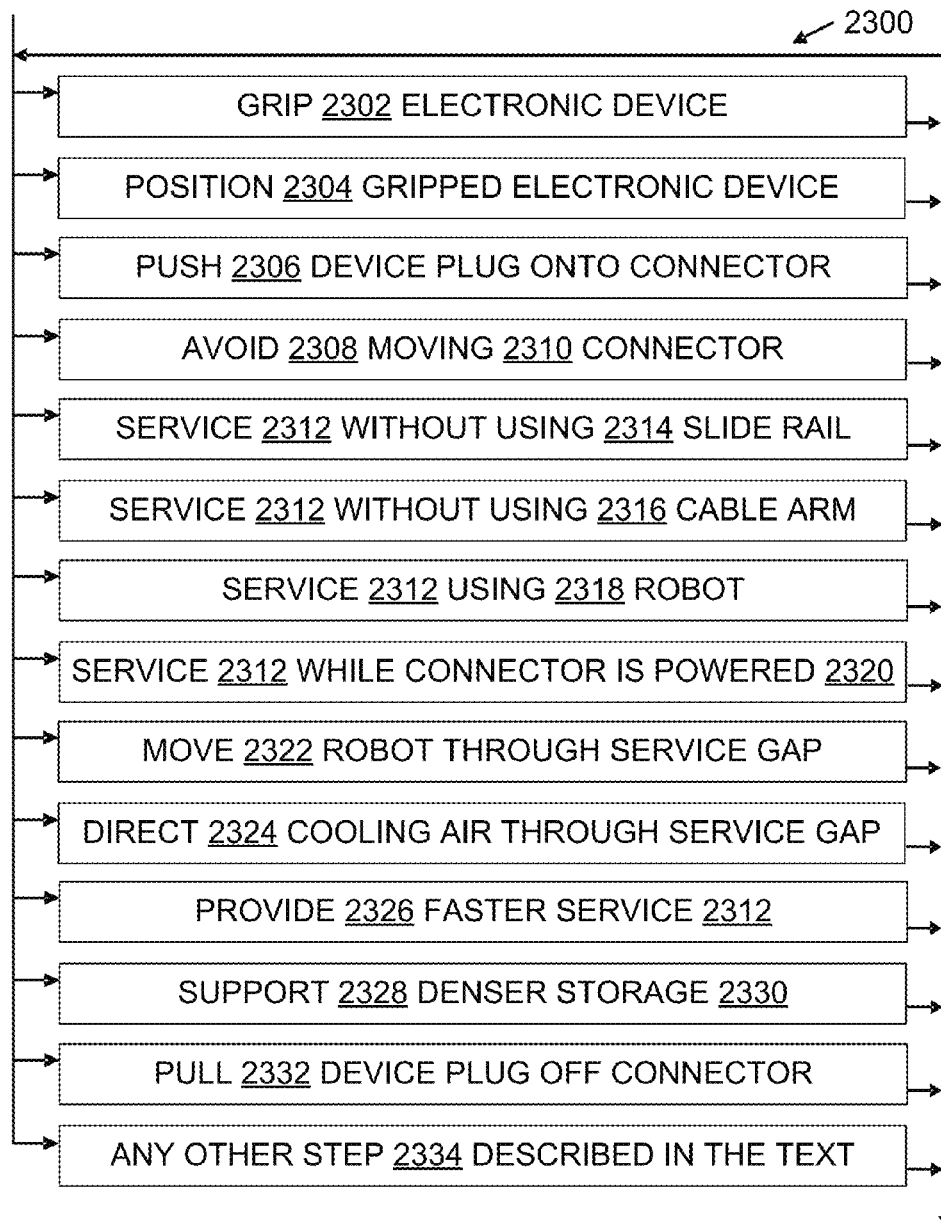 2300
GRIP 2302 ELECTRONIC DEVICE
POSITION 2304 GRIPPED ELECTRONIC DEVICE
PUSH 2306 DEVICE PLUG ONTO CONNECTOR
AVOID 2308 MOVING 2310 CONNECTOR
SERVICE 2312 WITHOUT USING 2314 SLIDE RAIL
SERVICE 2312 WITHOUT USING 2316 CABLE ARM
SERVICE 2312 USING 2318 ROBOT
SERVICE 2312 WHILE CONNECTOR IS POWERED 2320
MOVE 2322 ROBOT THROUGH SERVICE GAP
DIRECT 2324 COOLING AIR THROUGH SERVICE GAP
PROVIDE 2326 FASTER SERVICE 2312
SUPPORT 2328 DENSER STORAGE 2330
PULL 2332 DEVICE PLUG OFF CONNECTOR
ANY OTHER STEP 2334 DESCRIBED IN THE TEXT